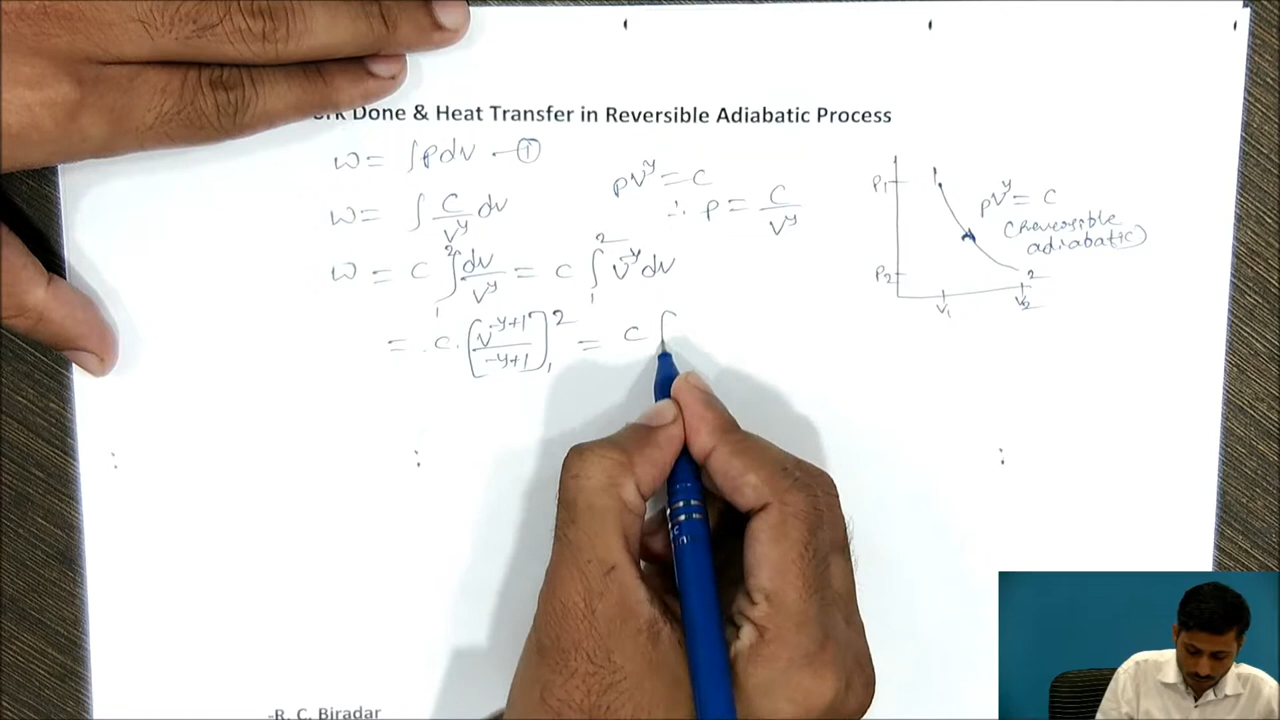 Done & Heat Transfer in Reversible Adiabatic Process
w = ∫pdv —①
w = ∫ C/v^γ dv
pv^γ = C
∴ p = C/v^γ
w = C ∫₁² dv/v^γ = C ∫₁² v^-γ dv
= C · [v^-γ+1 / -γ+1]₁² = C [
P1
1
pv^γ = C
(Reversible
adiabatic)
P2
2
V1
V2
-R. C. Biradar